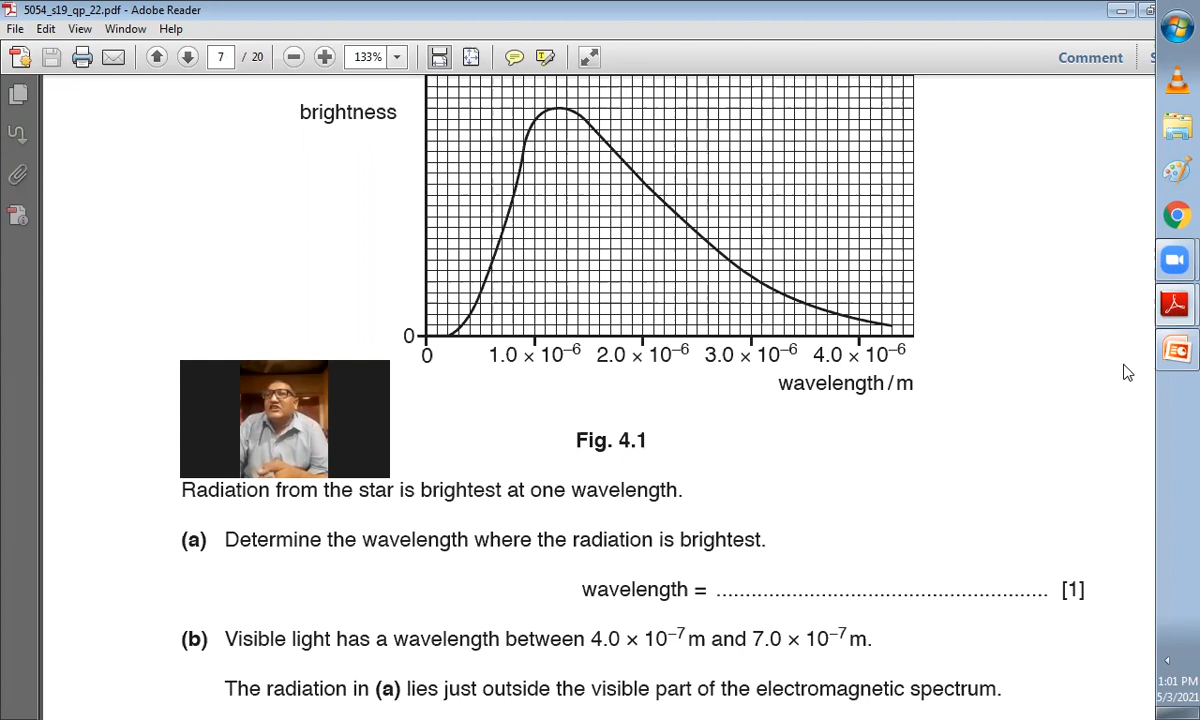 5054_s19_qp_22.pdf - Adobe Reader
File Edit View Window Help
7 / 20 133% Comment
brightness
0
0 1.0 × 10⁻⁶ 2.0 × 10⁻⁶ 3.0 × 10⁻⁶ 4.0 × 10⁻⁶
wavelength / m
Fig. 4.1
Radiation from the star is brightest at one wavelength.
(a) Determine the wavelength where the radiation is brightest.
wavelength = ........................................................ [1]
(b) Visible light has a wavelength between 4.0 × 10⁻⁷ m and 7.0 × 10⁻⁷ m.
The radiation in (a) lies just outside the visible part of the electromagnetic spectrum.
1:01 PM
5/3/2021